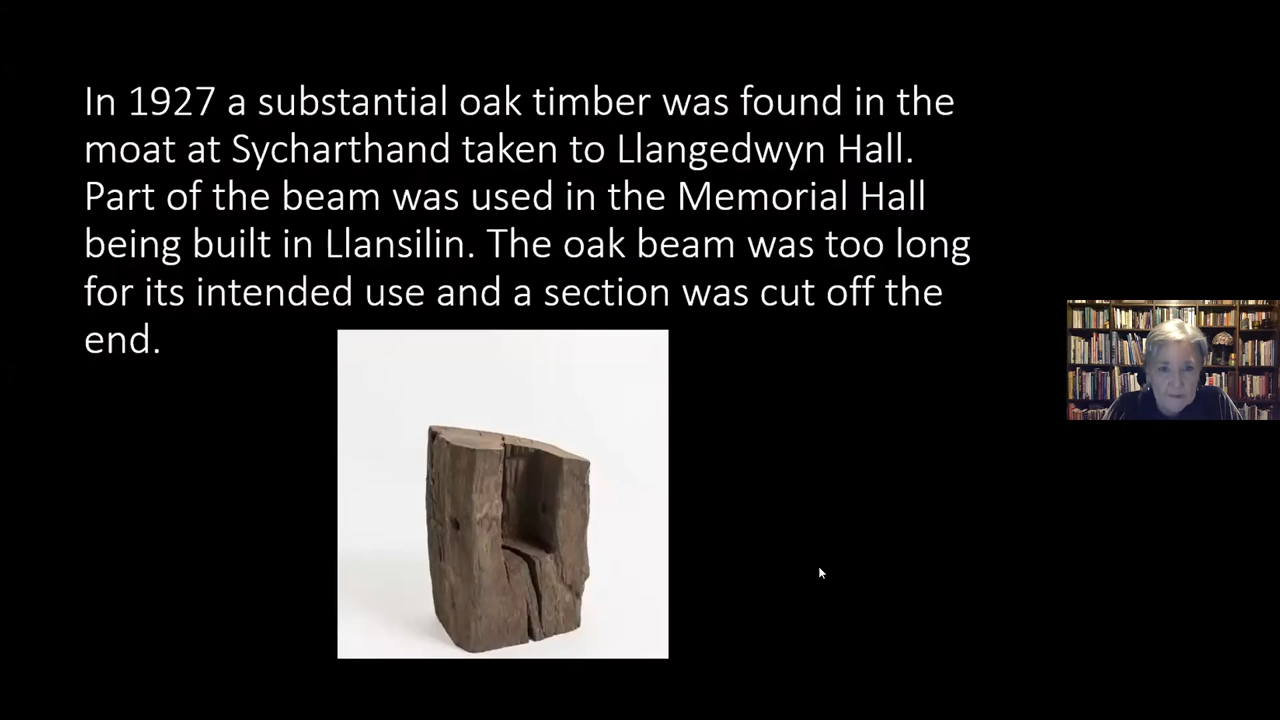 In 1927 a substantial oak timber was found in the
moat at Sycharthand taken to Llangedwyn Hall.
Part of the beam was used in the Memorial Hall
being built in Llansilin. The oak beam was too long
for its intended use and a section was cut off the
end.